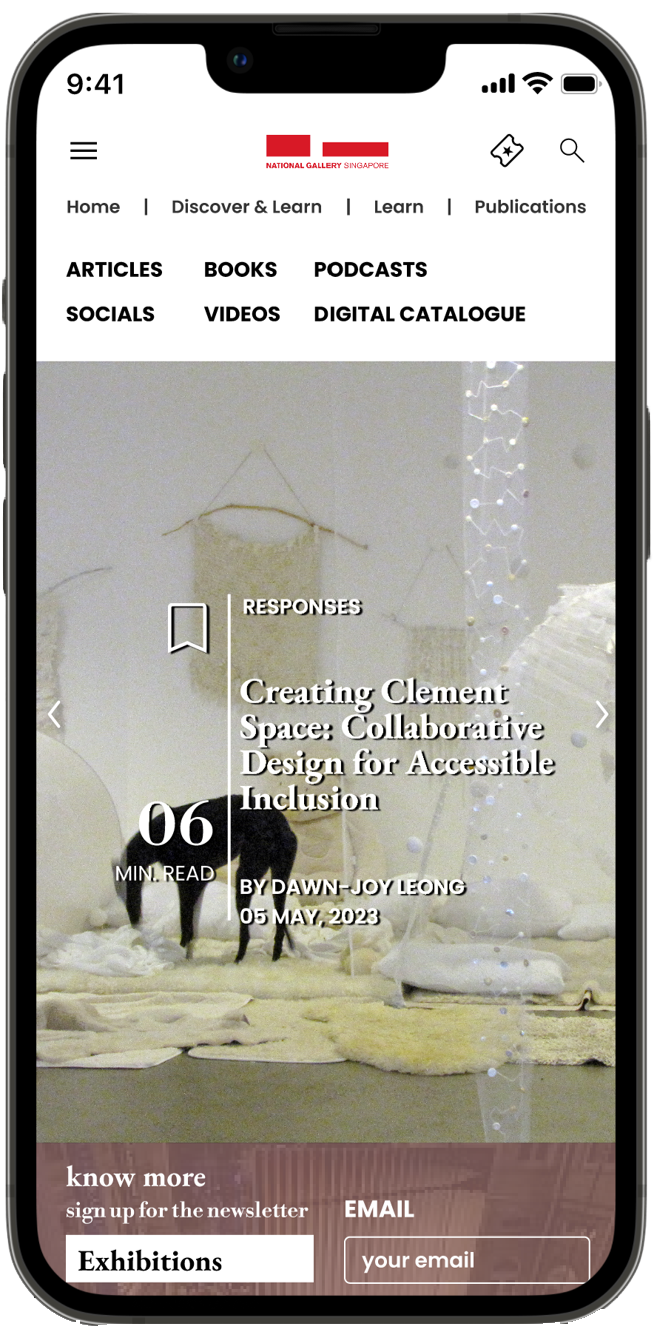 9:41
NATIONAL GALLERY SINGAPORE
Home | Discover & Learn | Learn | Publications
ARTICLES BOOKS PODCASTS
SOCIALS VIDEOS DIGITAL CATALOGUE
RESPONSES
Creating Clement
Space: Collaborative
Design for Accessible
Inclusion
06
MIN. READ
BY DAWN-JOY LEONG
05 MAY, 2023
know more
sign up for the newsletter
Exhibitions
EMAIL
your email